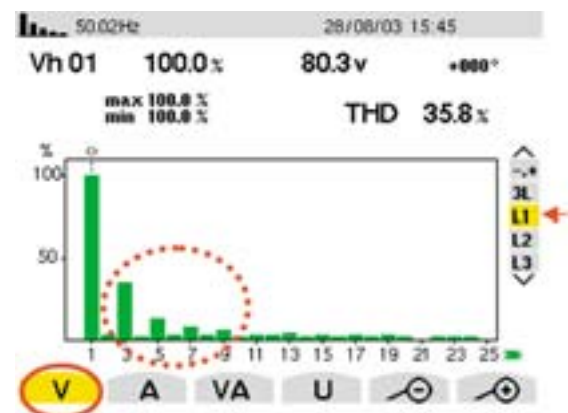 50.02Hz 28/08/03 15:45
Vh 01 100.0 % 80.3 v +000°
max 100.0 %
min 100.0 % THD 35.8 %
%
100
50
3L
L1
L2
L3
1 3 5 7 9 11 13 15 17 19 21 23 25
V A VA U